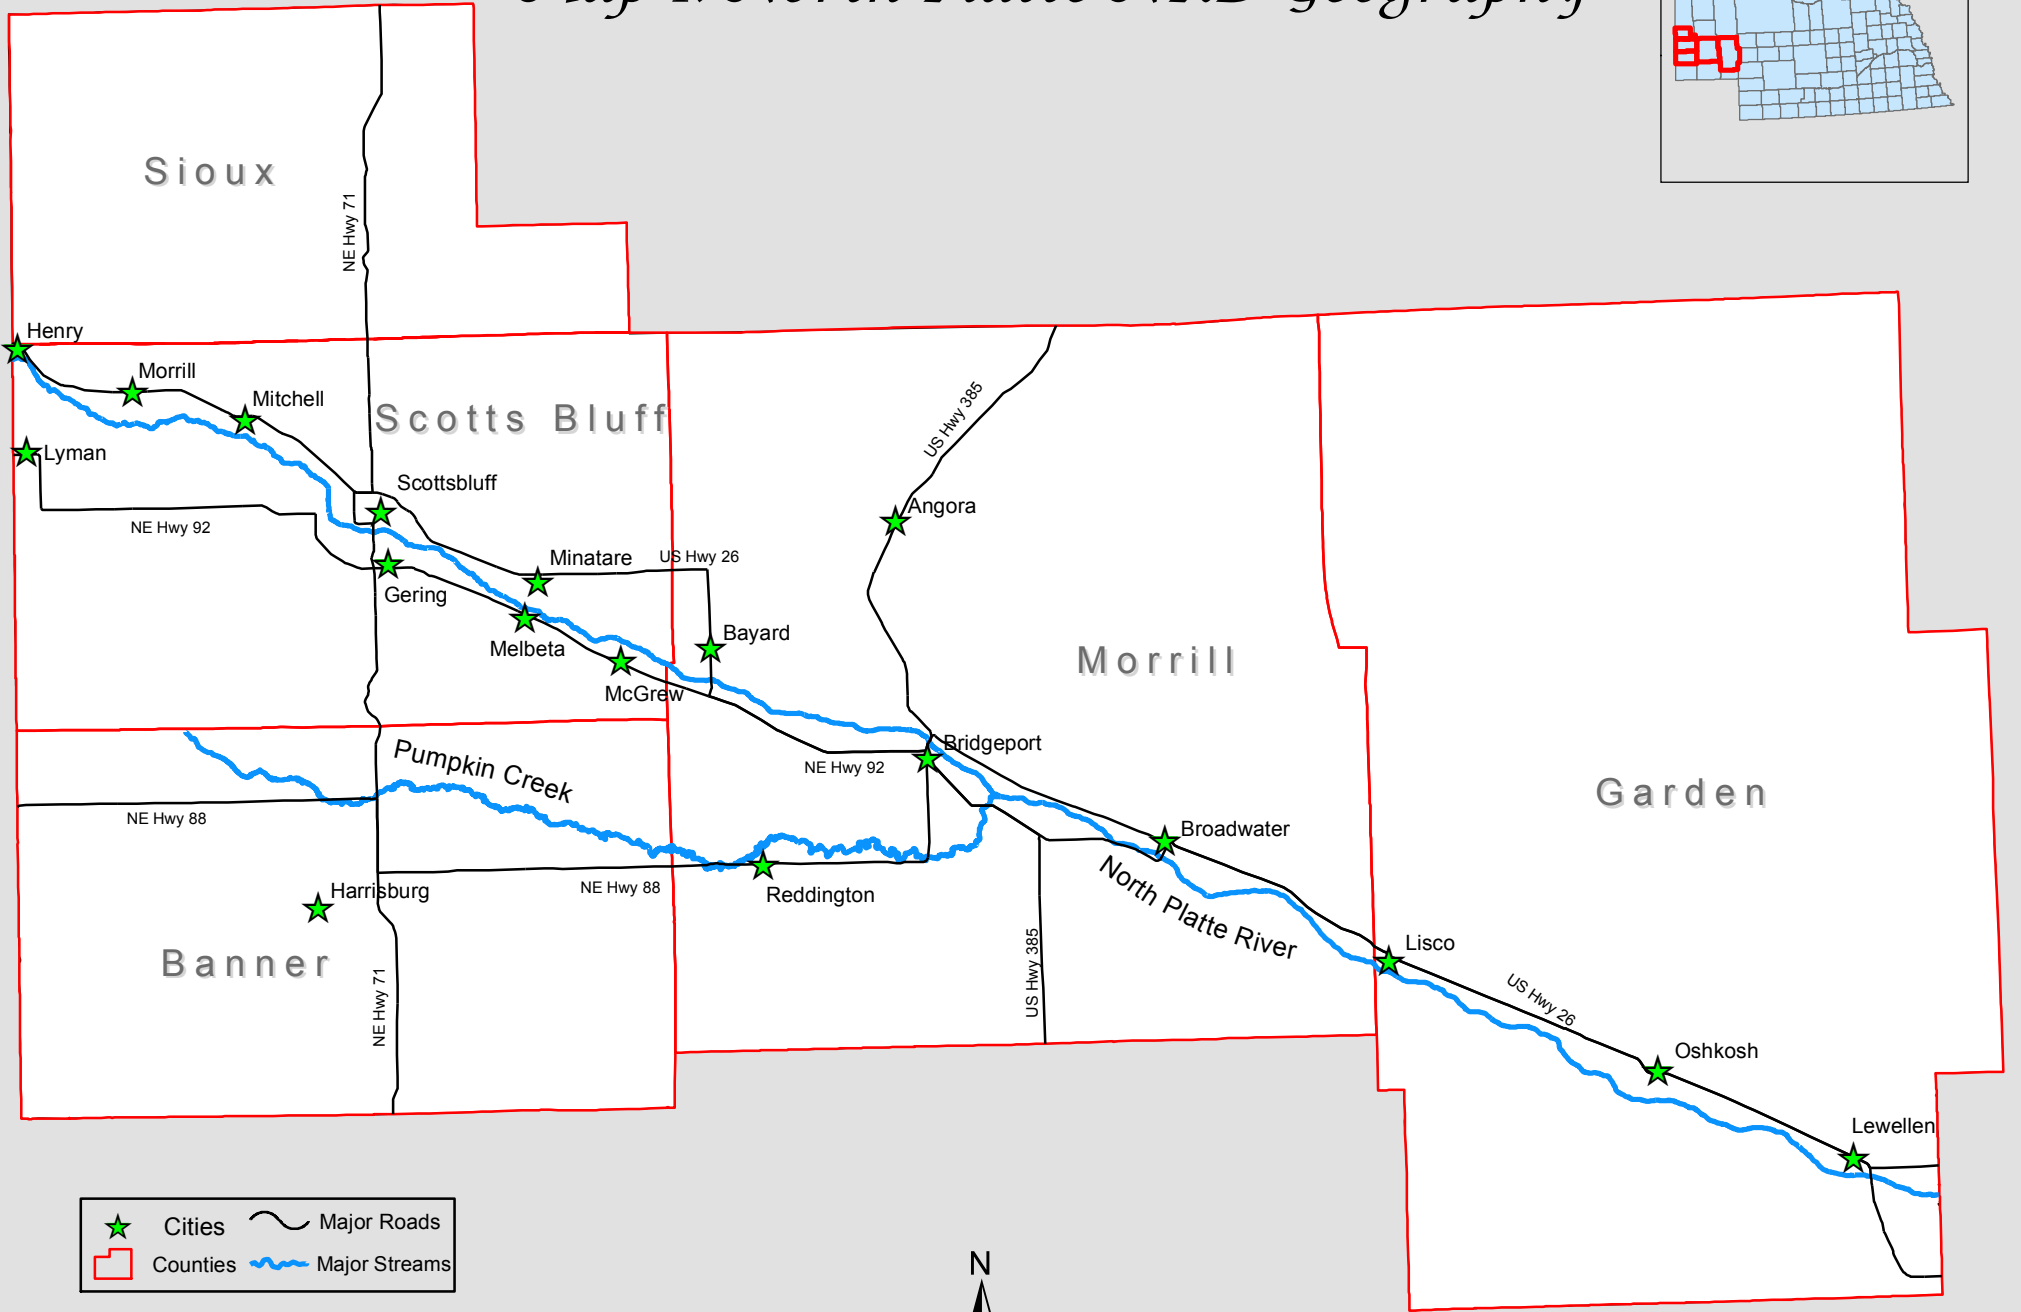 Sioux
NE Hwy 71
Henry
Morrill
Mitchell
Scotts Bluff
US Hwy 385
Lyman
Scottsbluff
Angora
NE Hwy 92
Minatare
US Hwy 26
Gering
Bayard
Melbeta
Morrill
McGrew
Bridgeport
Pumpkin Creek
NE Hwy 92
Garden
NE Hwy 88
Broadwater
Harrisburg
NE Hwy 88
Reddington
North Platte River
Banner
US Hwy 385
Lisco
NE Hwy 71
US Hwy 26
Oshkosh
Lewellen
Cities
Major Roads
Counties
Major Streams
N